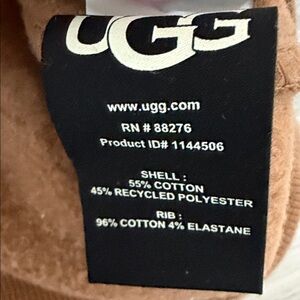 UGG
www.ugg.com
RN # 88276
Product ID# 1144506
SHELL :
55% COTTON
45% RECYCLED POLYESTER
RIB :
96% COTTON 4% ELASTANE